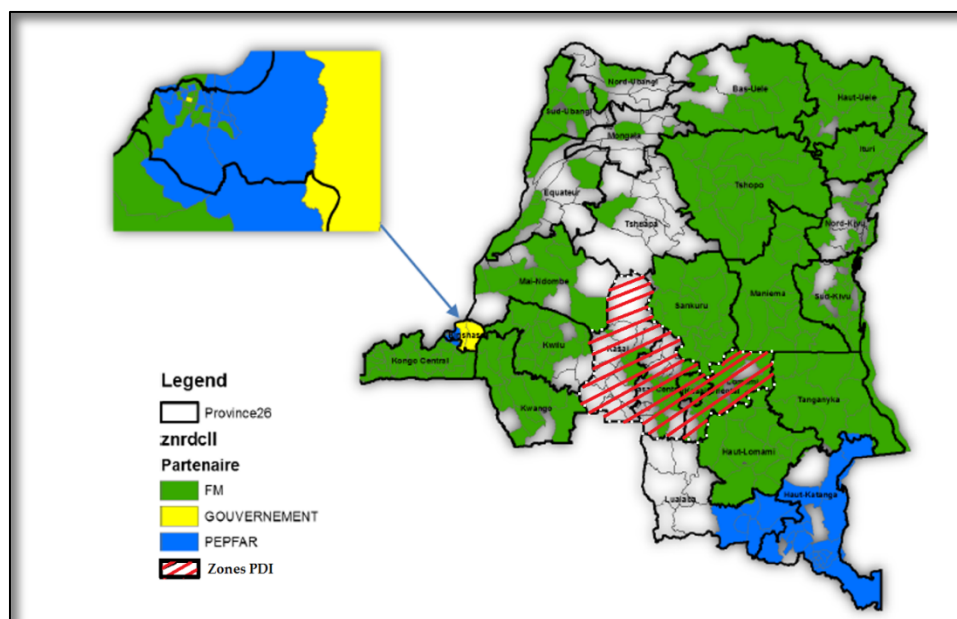 Nord-Ubangi
Bas-Uele
Haut-Uele
Sud-Ubangi
Mongala
Ituri
Tshopo
Equateur
Tshuapa
Nord-Kivu
Mai-Ndombe
Sankuru
Maniema
Sud-Kivu
Kwilu
Kasai
Kongo Central
Tanganyika
Kwango
Haut-Lomami
Lualaba
Haut-Katanga
Legend
Province26
znrdcll
Partenaire
FM
GOUVERNEMENT
PEPFAR
Zones PDI